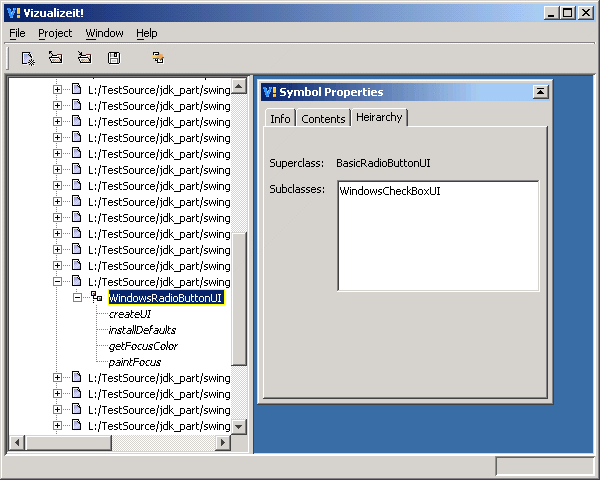 V! Vizualizeit!
File Project Window Help
L:/TestSource/jdk_part/swing
L:/TestSource/jdk_part/swing
L:/TestSource/jdk_part/swing
L:/TestSource/jdk_part/swing
L:/TestSource/jdk_part/swing
L:/TestSource/jdk_part/swing
L:/TestSource/jdk_part/swing
L:/TestSource/jdk_part/swing
L:/TestSource/jdk_part/swing
L:/TestSource/jdk_part/swing
L:/TestSource/jdk_part/swing
L:/TestSource/jdk_part/swing
L:/TestSource/jdk_part/swing
WindowsRadioButtonUI
createUI
installDefaults
getFocusColor
paintFocus
L:/TestSource/jdk_part/swing
L:/TestSource/jdk_part/swing
L:/TestSource/jdk_part/swing
L:/TestSource/jdk_part/swing
V! Symbol Properties
Info Contents Heirarchy
Superclass: BasicRadioButtonUI
Subclasses: WindowsCheckBoxUI